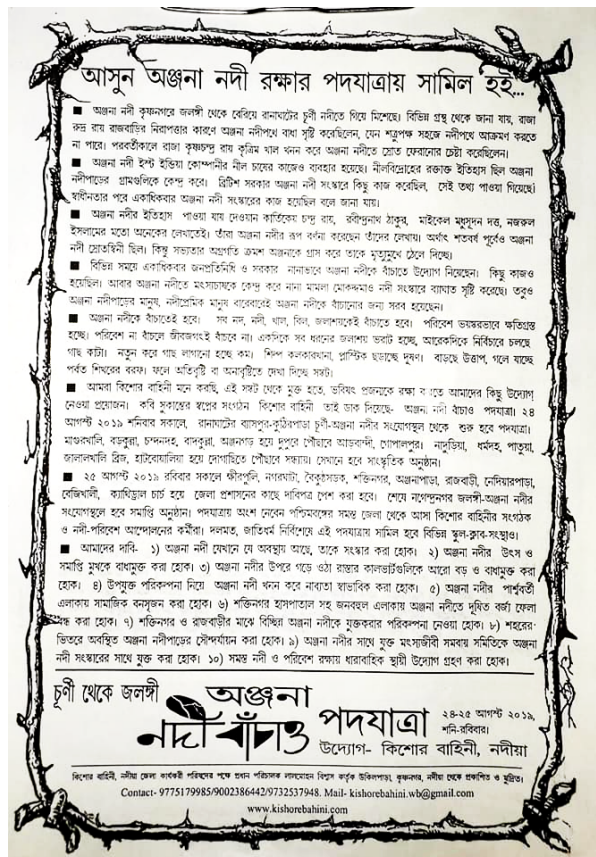 আসুন অঞ্জনা নদী রক্ষার পদযাত্রায় সামিল হই...
■ অঞ্জনা নদী কৃষ্ণনগরে জলঙ্গী থেকে বেরিয়ে রানাঘাটের চূর্ণী নদীতে গিয়ে মিশেছে। বিভিন্ন গ্রন্থ থেকে জানা যায়, রাজা
রুদ্র রায় রাজবাড়ির নিরাপত্তার কারণে অঞ্জনা নদীপথে বাধা সৃষ্টি করেছিলেন, যেন শত্রুপক্ষ সহজে নদীপথে আক্রমণ করতে
না পারে। পরবর্তীকালে রাজা কৃষ্ণচন্দ্র রায় কৃত্রিম খাল খনন করে অঞ্জনা নদীতে স্রোত ফেরানোর চেষ্টা করেছিলেন।
■ অঞ্জনা নদী ইস্ট ইন্ডিয়া কোম্পানীর নীল চাষের কাজেও ব্যবহার হয়েছে। নীলবিদ্রোহের রক্তাক্ত ইতিহাস ছিল অঞ্জনা
নদীপাড়ের গ্রামগুলিকে কেন্দ্র করে। ব্রিটিশ সরকার অঞ্জনা নদী সংস্কারে কিছু কাজ করেছিল, সেই তথ্য পাওয়া গিয়েছে।
স্বাধীনতার পরে একাধিকবার অঞ্জনা নদী সংস্কারের কাজ হয়েছিল বলে জানা যায়।
■ অঞ্জনা নদীর ইতিহাস পাওয়া যায় দেওয়ান কার্তিকেয় চন্দ্র রায়, রবীন্দ্রনাথ ঠাকুর, মাইকেল মধুসূদন দত্ত, নজরুল
ইসলামের মতো অনেকের লেখাতেই। তাঁরা অঞ্জনা নদীর রূপ বর্ণনা করেছেন তাঁদের লেখায়। অর্থাৎ শতবর্ষ পূর্বেও অঞ্জনা
নদী স্রোতস্বিনী ছিল। কিন্তু সভ্যতার অগ্রগতি ক্রমশ অঞ্জনাকে গ্রাস করে তাকে মৃত্যুমুখে ঠেলে দিচ্ছে।
■ বিভিন্ন সময়ে একাধিকবার জনপ্রতিনিধি ও সরকার নানাভাবে অঞ্জনা নদীকে বাঁচাতে উদ্যোগ নিয়েছেন। কিছু কাজও
হয়েছিল। আবার অঞ্জনা নদীতে মৎস্যচাষকে কেন্দ্র করে নানা মামলা মোকদ্দমাও নদী সংস্কারে ব্যাঘাত সৃষ্টি করেছে। তবুও
অঞ্জনা নদীপাড়ের মানুষ, নদীপ্রেমিক মানুষ বারেবারেই অঞ্জনা নদীকে বাঁচানোর জন্য সরব হয়েছেন।
■ অঞ্জনা নদীকে বাঁচাতেই হবে। সব নদ, নদী, খাল, বিল, জলাশয়কেই বাঁচাতে হবে। পরিবেশ ভয়ঙ্করভাবে ক্ষতিগ্রস্ত
হচ্ছে। পরিবেশ না বাঁচলে জীবজগৎই বাঁচবে না। একদিকে সব ধরনের জলাশয় ভরাট হচ্ছে, আরেকদিকে নির্বিচারে চলছে
গাছ কাটা। নতুন করে গাছ লাগানো হচ্ছে কম। শিল্প কলকারখানা, প্লাস্টিক ছড়াচ্ছে দূষণ। বাড়ছে উত্তাপ, গলে যাচ্ছে
পর্বত শিখরের বরফ। ফলে অতিবৃষ্টি বা অনাবৃষ্টিতে দেখা দিচ্ছে সঙ্কট।
■ আমরা কিশোর বাহিনী মনে করছি, এই সঙ্কট থেকে মুক্ত হতে, ভবিষৎ প্রজন্মকে রক্ষা করতে আমাদের কিছু উদ্যোগ
নেওয়া প্রয়োজন। কবি সুকান্তের স্বপ্নের সংগঠন কিশোর বাহিনী তাই ডাক দিয়েছে- অঞ্জনা নদী বাঁচাও পদযাত্রা। ২৪
আগস্ট ২০১৯ শনিবার সকালে, রানাঘাটের ব্যাসপুর-কুঠিরপাড়া চূর্ণী-অঞ্জনা নদীর সংযোগস্থল থেকে শুরু হবে পদযাত্রা।
মাগুরখালি, বড়কুল্লা, চন্দনদহ, বাদকুল্লা, অঞ্জনগড় হয়ে দুপুরে পৌঁছাবে আড়বান্দী, গোপালপুর। নাদুড়িয়া, ধর্মদহ, পাতুয়া,
জালালখালি ব্রিজ, হাটবোয়ালিয়া হয়ে দোগাছিতে পৌঁছাবে সন্ধ্যায়। সেখানে হবে সাংস্কৃতিক অনুষ্ঠান।
■ ২৫ আগস্ট ২০১৯ রবিবার সকালে ক্ষীরপুলি, নগরঘাটা, বৈকুন্ঠসড়ক, শক্তিনগর, অঞ্জনাপাড়া, রাজবাড়ী, নেদিয়ারপাড়া,
বেজিখালী, ক্যাথিড্রাল চার্চ হয়ে জেলা প্রশাসনের কাছে দাবিপত্র পেশ করা হবে। শেষে নগেন্দ্রনগর জলঙ্গী-অঞ্জনা নদীর
সংযোগস্থলে হবে সমাপ্তি অনুষ্ঠান। পদযাত্রায় অংশ নেবেন পশ্চিমবঙ্গের সমস্ত জেলা থেকে আসা কিশোর বাহিনীর সংগঠক
ও নদী-পরিবেশ আন্দোলনের কর্মীরা। দলমত, জাতিধর্ম নির্বিশেষে এই পদযাত্রায় সামিল হবে বিভিন্ন স্কুল-ক্লাব-সংস্থাও।
■ আমাদের দাবি- ১) অঞ্জনা নদী যেখানে যে অবস্থায় আছে, তাকে সংস্কার করা হোক। ২) অঞ্জনা নদীর উৎস ও
সমাপ্তি মুখকে বাধামুক্ত করা হোক। ৩) অঞ্জনা নদীর উপরে গড়ে ওঠা রাস্তার কালভার্টগুলিকে আরো বড় ও বাধামুক্ত করা
হোক। ৪) উপযুক্ত পরিকল্পনা নিয়ে অঞ্জনা নদী খনন করে নাব্যতা স্বাভাবিক করা হোক। ৫) অঞ্জনা নদীর পার্শ্ববর্তী
এলাকায় সামাজিক বনসৃজন করা হোক। ৬) শক্তিনগর হাসপাতাল সহ জনবহুল এলাকায় অঞ্জনা নদীতে দূষিত বর্জ্য ফেলা
বন্ধ হোক। ৭) শক্তিনগর ও রাজবাড়ীর মাঝে বিচ্ছিন্ন অঞ্জনা নদীকে যুক্তকরার পরিকল্পনা নেওয়া হোক। ৮) শহরের-
ভিতরে অবস্থিত অঞ্জনা নদীপাড়ের সৌন্দর্যায়ন করা হোক। ৯) অঞ্জনা নদীর সাথে যুক্ত মৎস্যজীবী সমবায় সমিতিকে অঞ্জনা
নদী সংস্কারের সাথে যুক্ত করা হোক। ১০) সমস্ত নদী ও পরিবেশ রক্ষায় ধারাবাহিক স্থায়ী উদ্যোগ গ্রহণ করা হোক।
চূর্ণী থেকে জলঙ্গী
অঞ্জনা
নদী বাঁচাও পদযাত্রা
২৪-২৫ আগস্ট ২০১৯,
শনি-রবিবার।
উদ্যোগ- কিশোর বাহিনী, নদীয়া
কিশোর বাহিনী, নদীয়া জেলা কার্যকরী পরিষদের পক্ষে প্রধান পরিচালক লালমোহন বিশ্বাস কর্তৃক উকিলপাড়া, কৃষ্ণনগর, নদীয়া থেকে প্রকাশিত ও মুদ্রিত।
Contact- 9775179985/9002386442/9732537948. Mail- kishorebahini.wb@gmail.com
www.kishorebahini.com